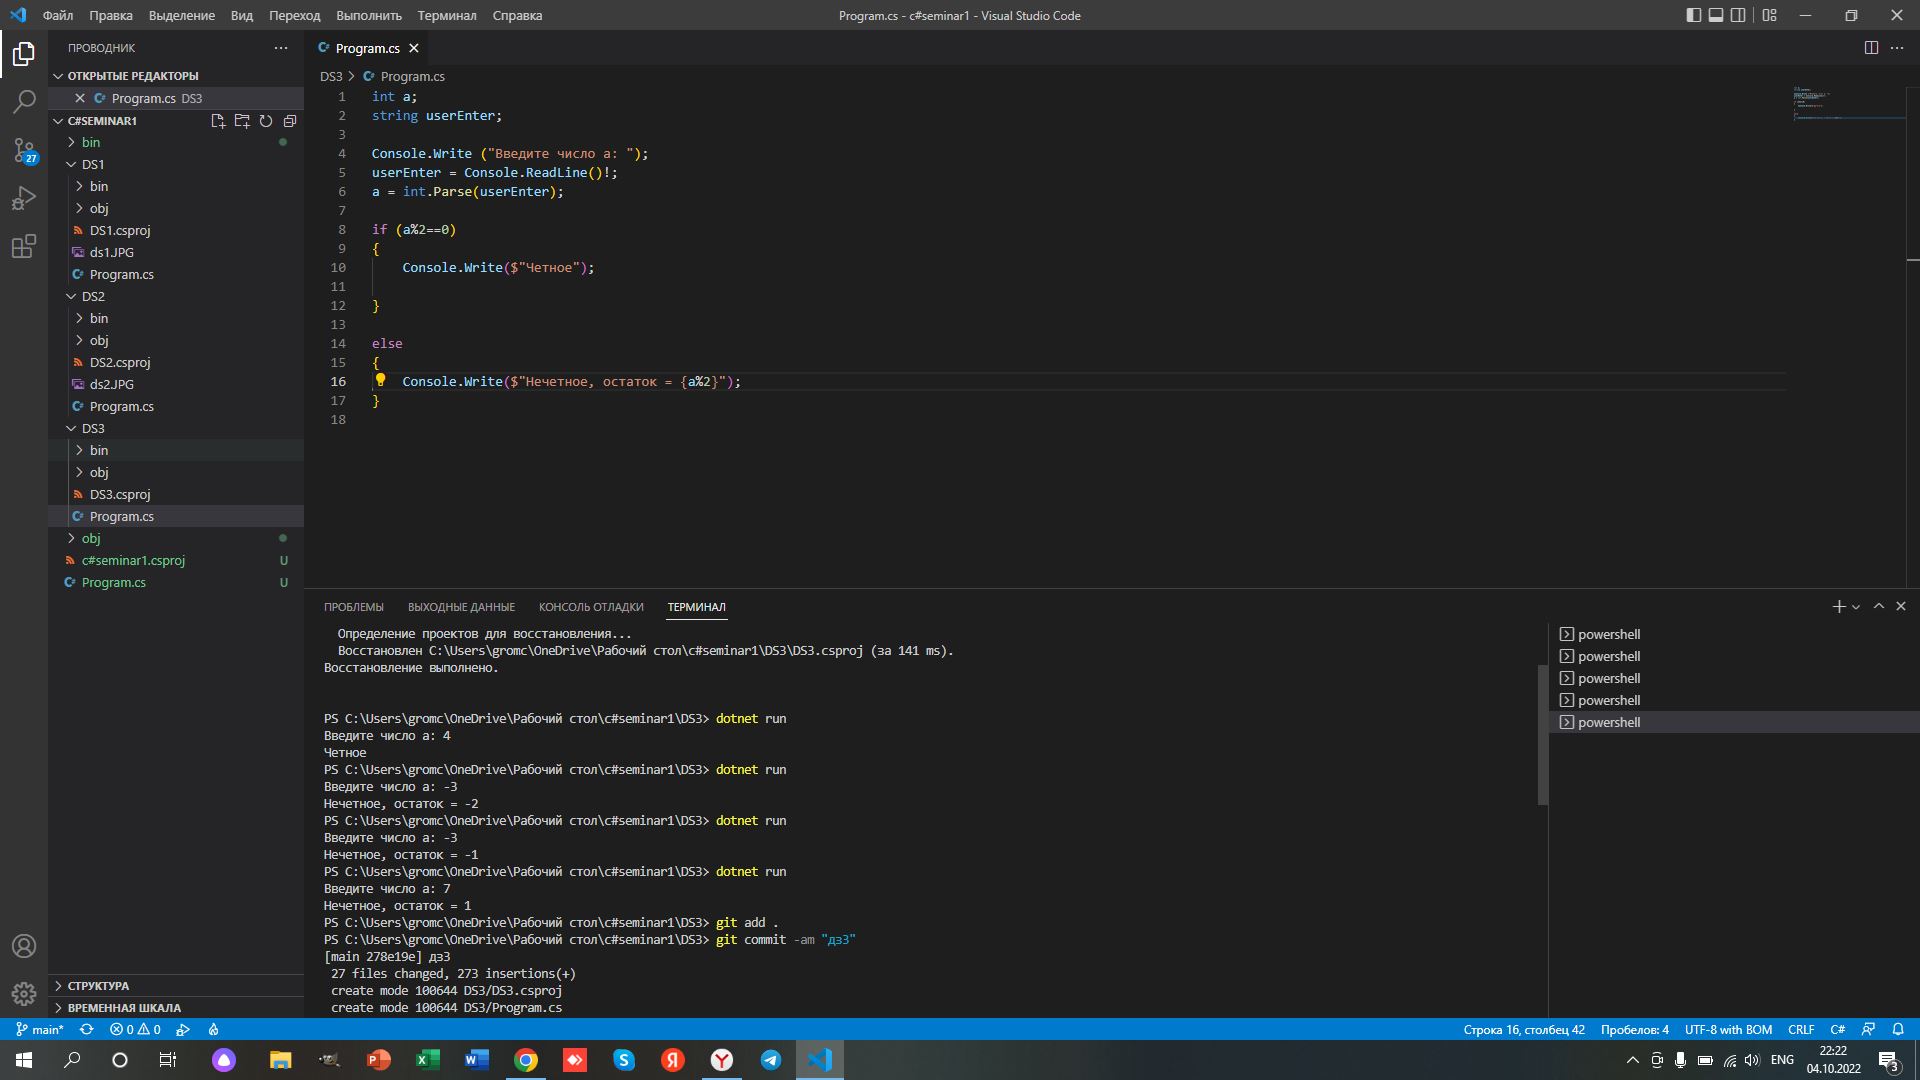 Файл Правка Выделение Вид Переход Выполнить Терминал Справка
Program.cs - c#seminar1 - Visual Studio Code
ПРОВОДНИК
ОТКРЫТЫЕ РЕДАКТОРЫ
Program.cs DS3
C#SEMINAR1
bin
DS1
bin
obj
DS1.csproj
ds1.JPG
Program.cs
DS2
bin
obj
DS2.csproj
ds2.JPG
Program.cs
DS3
bin
obj
DS3.csproj
Program.cs
obj
c#seminar1.csproj U
Program.cs U
СТРУКТУРА
ВРЕМЕННАЯ ШКАЛА
27
Program.cs
DS3 > Program.cs
1 int a;
2 string userEnter;
3
4 Console.Write ("Введите число a: ");
5 userEnter = Console.ReadLine()!;
6 a = int.Parse(userEnter);
7
8 if (a%2==0)
9 {
10 Console.Write($"Четное");
11
12 }
13
14 else
15 {
16 Console.Write($"Нечетное, остаток = {a%2}");
17 }
18
ПРОБЛЕМЫ ВЫХОДНЫЕ ДАННЫЕ КОНСОЛЬ ОТЛАДКИ ТЕРМИНАЛ
Определение проектов для восстановления...
Восстановлен C:\Users\gromc\OneDrive\Рабочий стол\c#seminar1\DS3\DS3.csproj (за 141 ms).
Восстановление выполнено.
PS C:\Users\gromc\OneDrive\Рабочий стол\c#seminar1\DS3> dotnet run
Введите число a: 4
Четное
PS C:\Users\gromc\OneDrive\Рабочий стол\c#seminar1\DS3> dotnet run
Введите число a: -3
Нечетное, остаток = -2
PS C:\Users\gromc\OneDrive\Рабочий стол\c#seminar1\DS3> dotnet run
Введите число a: -3
Нечетное, остаток = -1
PS C:\Users\gromc\OneDrive\Рабочий стол\c#seminar1\DS3> dotnet run
Введите число a: 7
Нечетное, остаток = 1
PS C:\Users\gromc\OneDrive\Рабочий стол\c#seminar1\DS3> git add .
PS C:\Users\gromc\OneDrive\Рабочий стол\c#seminar1\DS3> git commit -am "дз3"
[main 278e19e] дз3
27 files changed, 273 insertions(+)
create mode 100644 DS3/DS3.csproj
create mode 100644 DS3/Program.cs
powershell
powershell
powershell
powershell
powershell
main* 0 0
Строка 16, столбец 42 Пробелов: 4 UTF-8 with BOM CRLF C#
ENG
22:22
04.10.2022
3